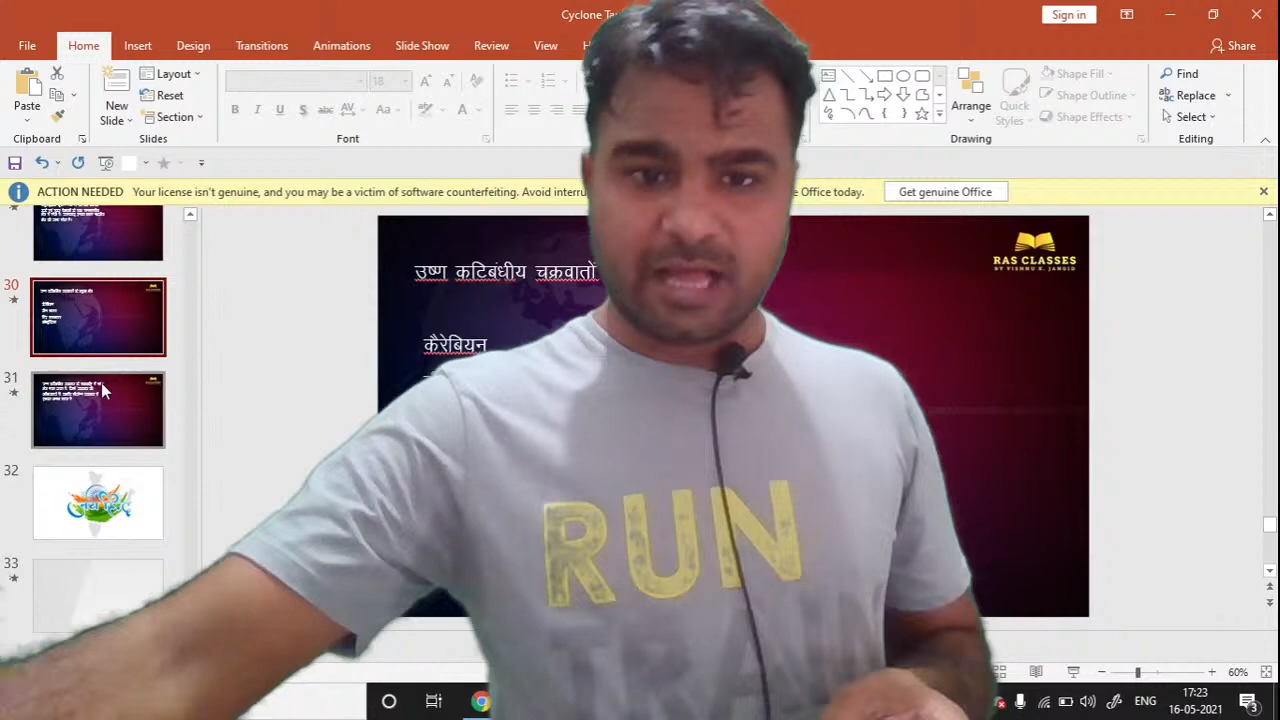 Cyclone
Sign in
File Home Insert Design Transitions Animations Slide Show Review View
Share
Paste
Clipboard
New
Slide
Layout
Reset
Section
Slides
18
Font
Arrange
Quick
Styles
Shape Fill
Shape Outline
Shape Effects
Drawing
Find
Replace
Select
Editing
ACTION NEEDED Your license isn't genuine, and you may be a victim of software counterfeiting. Avoid
Office today.
Get genuine Office
30
31
32
33
उष्ण कटिबंधीय चक्रवातों
कैरेबियन
RAS CLASSES
BY VISHNU K. JANGID
RUN
60%
ENG
17:23
16-05-2021
3